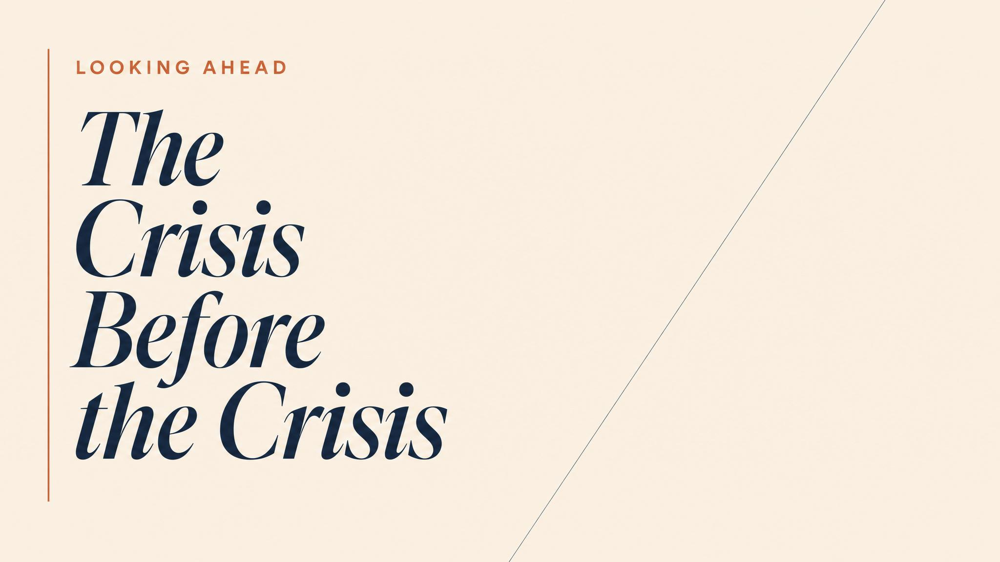 LOOKING AHEAD
The
Crisis
Before
the Crisis